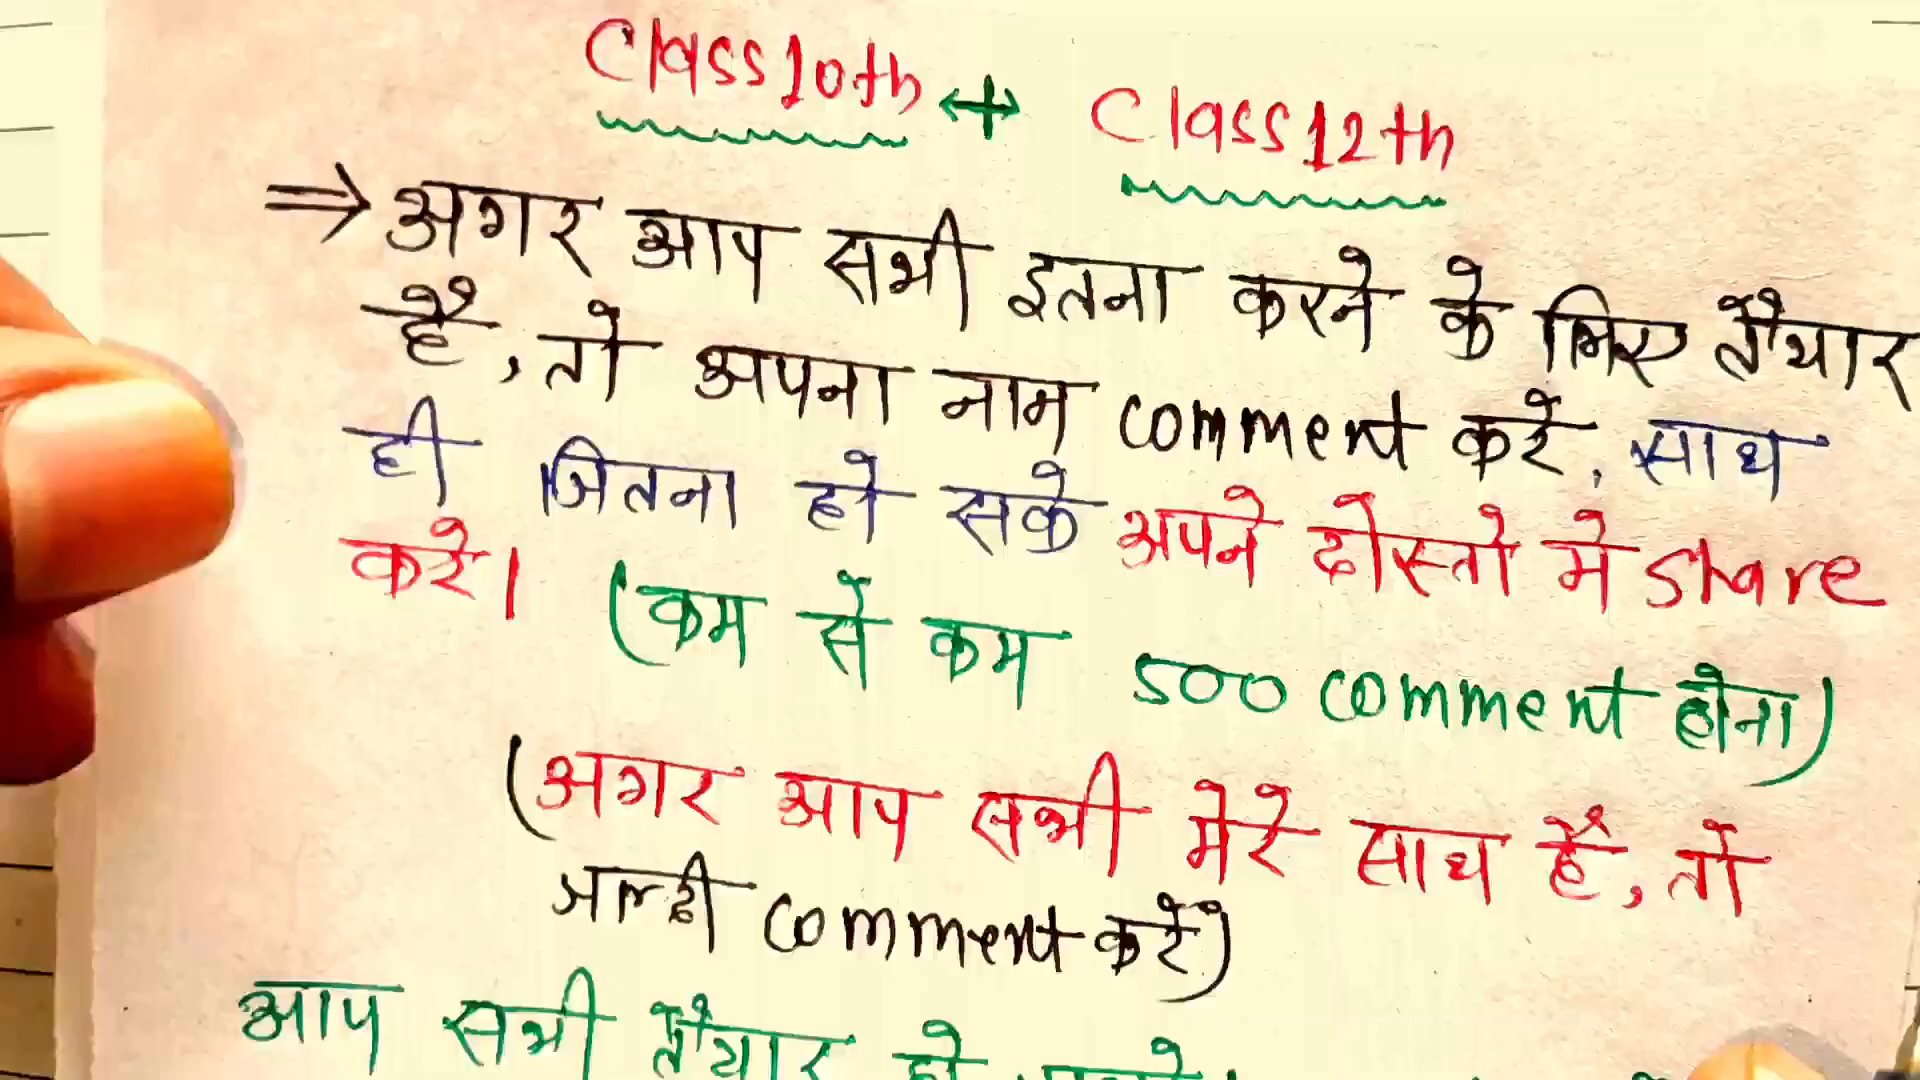 Class 10th ↔ Class 12th
⇒ अगर आप सभी इतना करने के लिए तैयार
हैं, तो अपना नाम comment करें, साथ
ही जितना हो सके अपने दोस्तो मे share
करे। (कम से कम 500 comment होना)
(अगर आप सभी मेरे साथ हैं, तो
जल्दी comment करें)
आप सभी तैयार हो